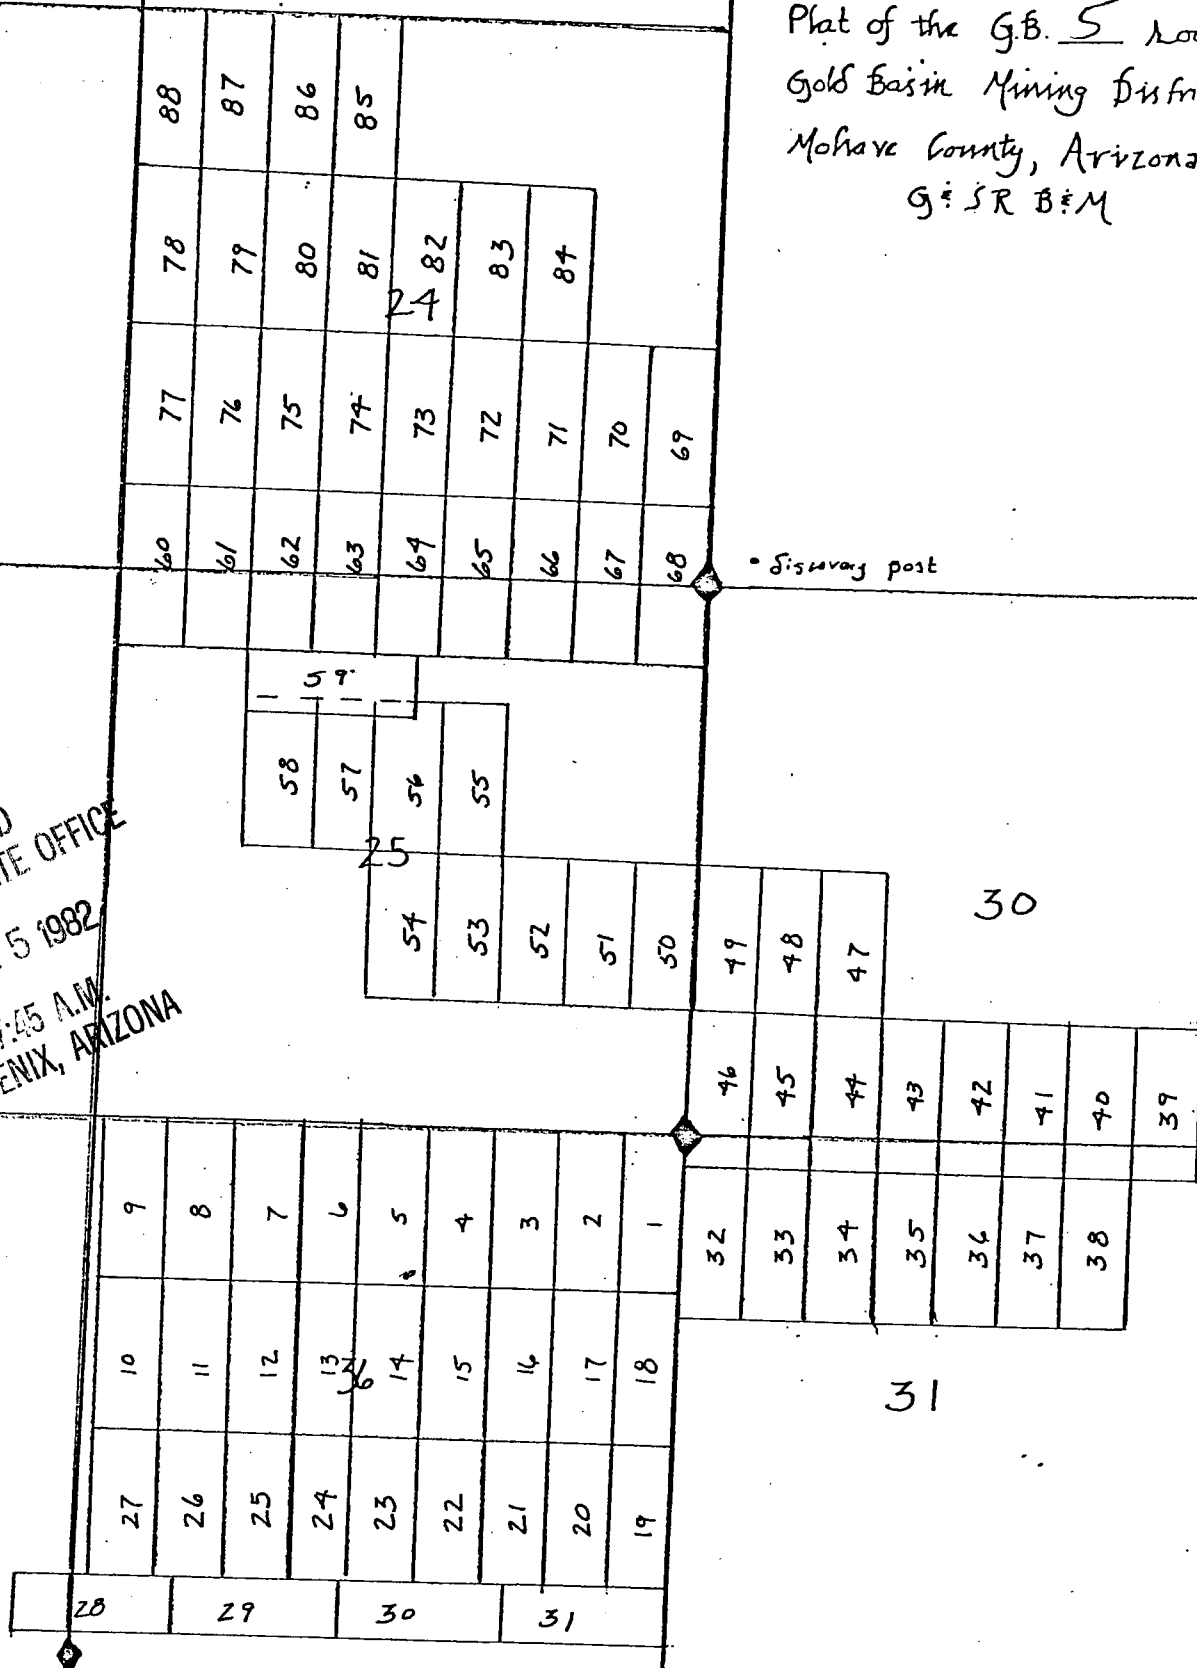 Plat of the G.B. 5
Gold Basin Mining
Mohave County, Arizona
G & SR B & M
88 87 86 85
78 79 80 81 82 83 84
24
77 76 75 74 73 72 71 70 69
60 61 62 63 64 65 66 67 68
• discovery post
59
58 57 56 55
25
54 53 52 51 50 49 48 47
30
46 45 44 43 42 41 40 39
OFFICE
5 1982
:45 A.M.
ARIZONA
9 8 7 6 5 4 3 2 1
32 33 34 35 36 37 38
10 11 12 13 14 15 16 17 18
36
31
27 26 25 24 23 22 21 20 19
28 29 30 31